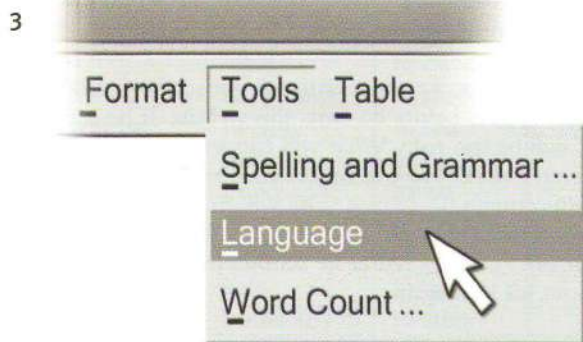 3
Format Tools Table
Spelling and Grammar ...
Language
Word Count ...